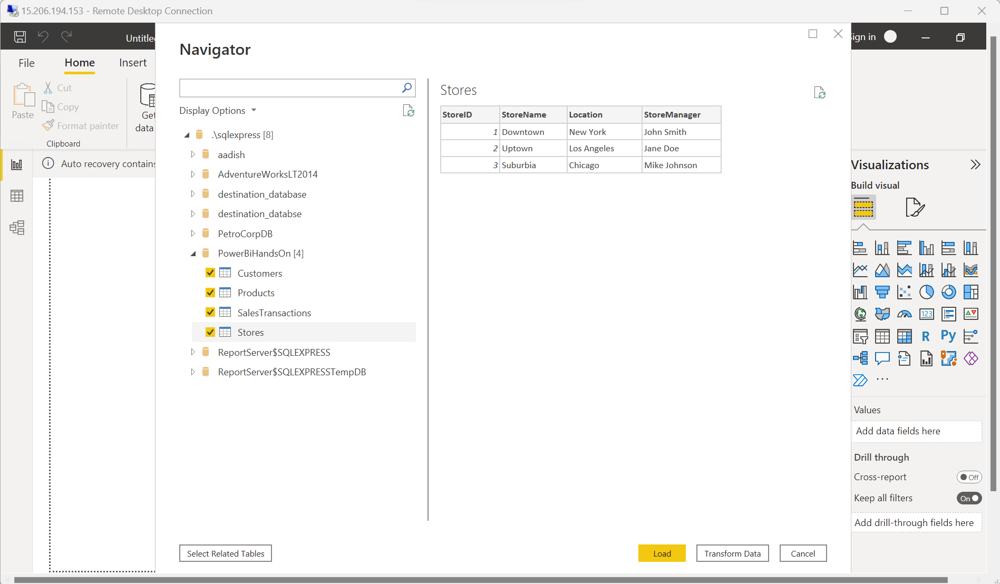 15.206.194.153 - Remote Desktop Connection
Untitle
Sign in
File Home Insert
Paste
Cut
Copy
Format painter
Clipboard
Get
data
Auto recovery contains
Navigator
Display Options
.\sqlexpress [8]
aadish
AdventureWorksLT2014
destination_database
destination_databse
PetroCorpDB
PowerBiHandsOn [4]
Customers
Products
SalesTransactions
Stores
ReportServer$SQLEXPRESS
ReportServer$SQLEXPRESSTempDB
Select Related Tables
Stores
StoreID StoreName Location StoreManager
1 Downtown New York John Smith
2 Uptown Los Angeles Jane Doe
3 Suburbia Chicago Mike Johnson
Load Transform Data Cancel
Visualizations
Build visual
123
R Py
Values
Add data fields here
Drill through
Cross-report Off
Keep all filters On
Add drill-through fields here